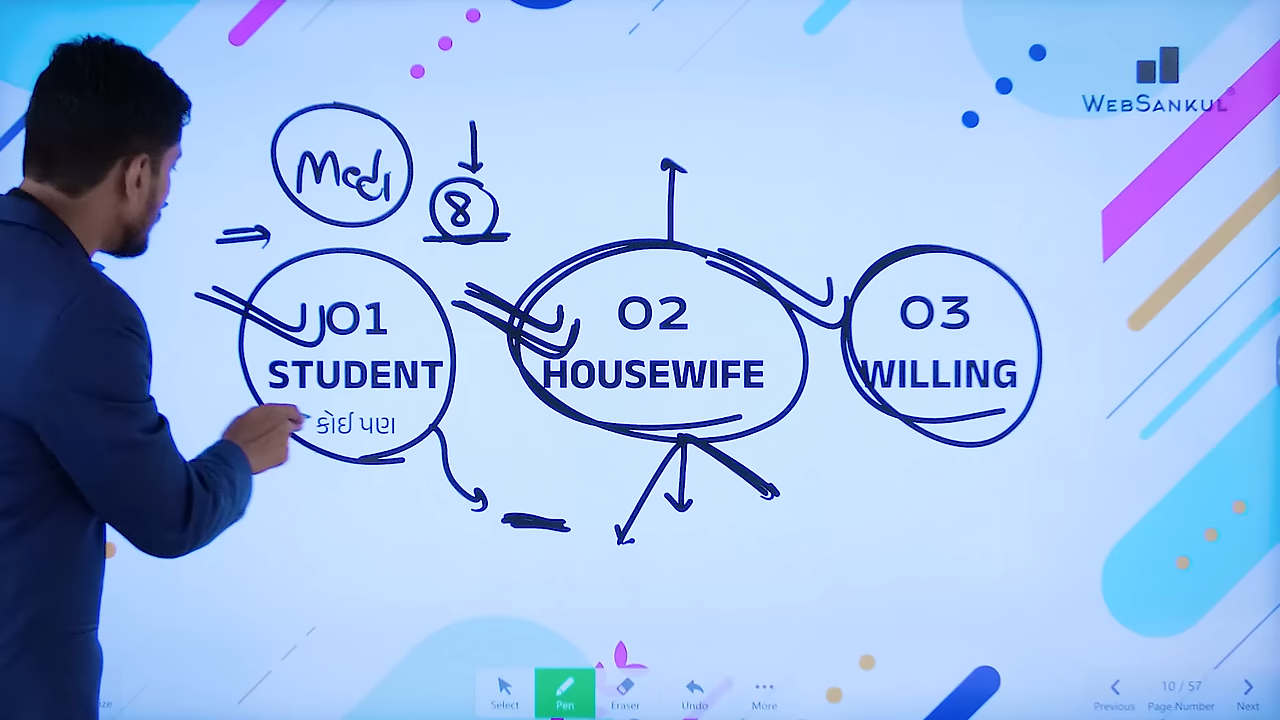 WEBSANKUL
8
01
STUDENT
કોઈ પણ
02
HOUSEWIFE
03
WILLING
Select
Pen
Eraser
Undo
More
Previous
10 / 57
Page Number
Next